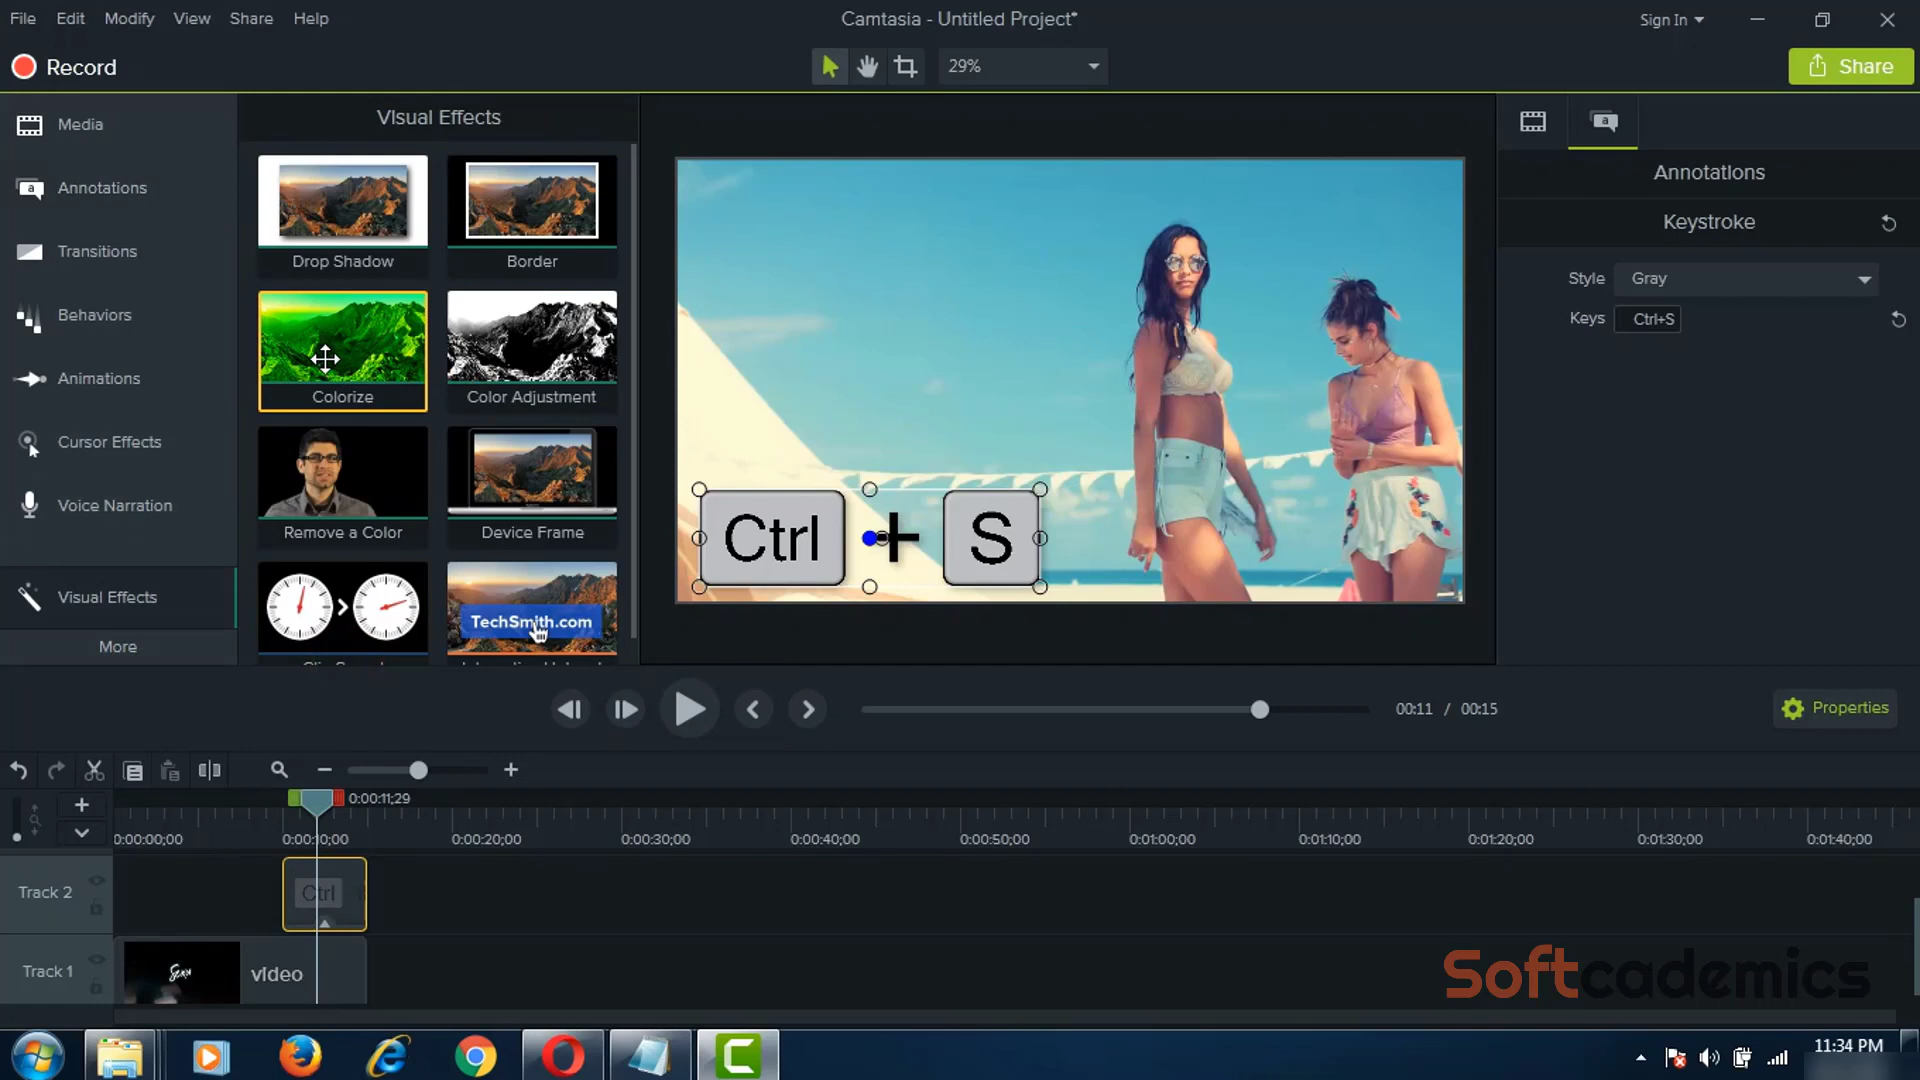 File Edit Modify View Share Help
Camtasia - Untitled Project*
Sign In
Record
29%
Share
Media
Annotations
Transitions
Behaviors
Animations
Cursor Effects
Voice Narration
Visual Effects
More
Visual Effects
Drop Shadow
Border
Colorize
Color Adjustment
Remove a Color
Device Frame
TechSmith.com
Ctrl + S
a
Annotations
Keystroke
Style Gray
Keys Ctrl+S
00:11 / 00:15
Properties
0:00:11;29
0:00:00;00 0:00:10;00 0:00:20;00 0:00:30;00 0:00:40;00 0:00:50;00 0:01:00;00 0:01:10;00 0:01:20;00 0:01:30;00 0:01:40;00
Track 2
Ctrl
Track 1
video
Softcademics
11:34 PM